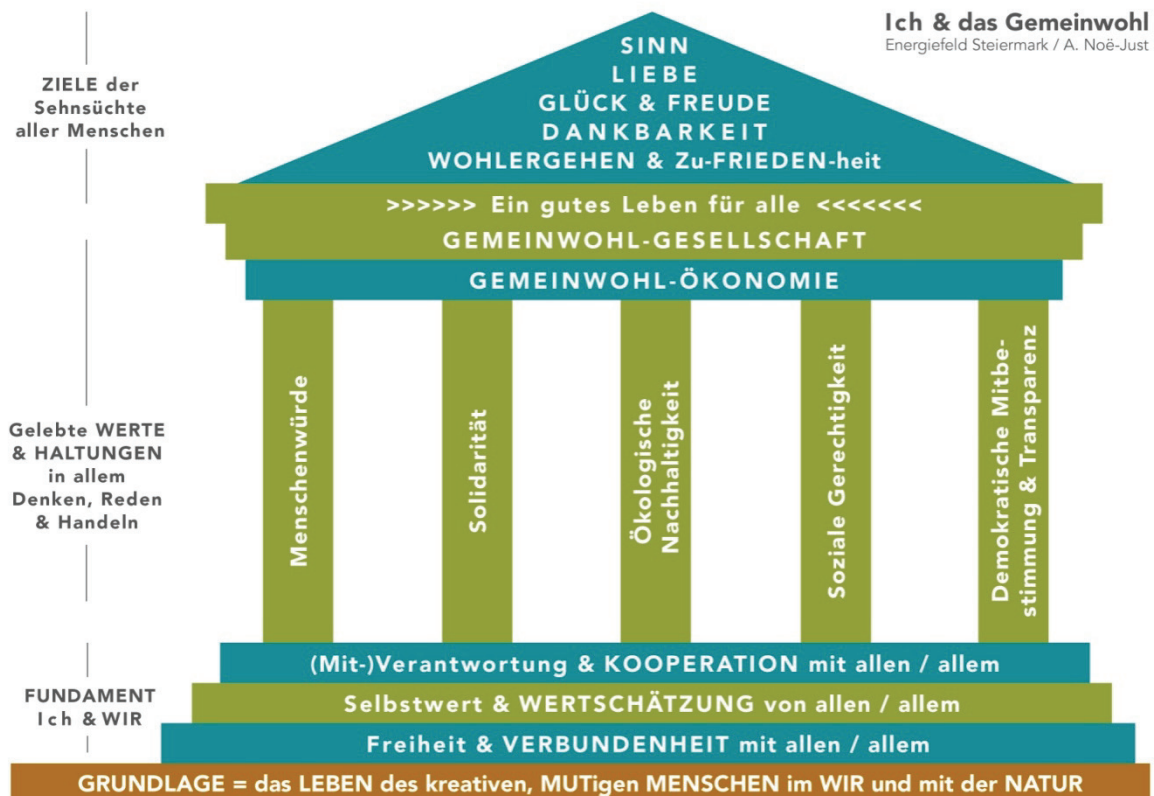 Ich & das Gemeinwohl
Energiefeld Steiermark / A. Noë-Just
ZIELE der
Sehnsüchte
aller Menschen
SINN
LIEBE
GLÜCK & FREUDE
DANKBARKEIT
WOHLERGEHEN & Zu-FRIEDEN-heit
>>>>>> Ein gutes Leben für alle <<<<<<<
GEMEINWOHL-GESELLSCHAFT
GEMEINWOHL-ÖKONOMIE
Gelebte WERTE
& HALTUNGEN
in allem
Denken, Reden
& Handeln
Menschenwürde
Solidarität
Ökologische
Nachhaltigkeit
Soziale Gerechtigkeit
Demokratische Mitbe-
stimmung & Transparenz
FUNDAMENT
Ich & WIR
(Mit-)Verantwortung & KOOPERATION mit allen / allem
Selbstwert & WERTSCHÄTZUNG von allen / allem
Freiheit & VERBUNDENHEIT mit allen / allem
GRUNDLAGE = das LEBEN des kreativen, MUTigen MENSCHEN im WIR und mit der NATUR